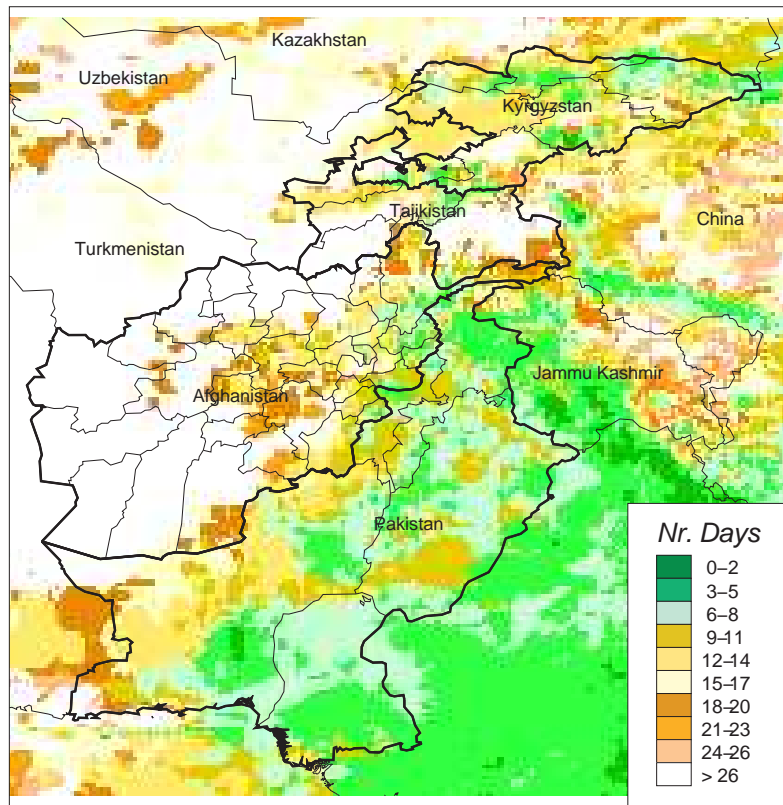 Kazakhstan
Uzbekistan
Kyrgyzstan
Tajikistan
China
Turkmenistan
Jammu Kashmir
Afghanistan
Pakistan
Nr. Days
0–2
3–5
6–8
9–11
12–14
15–17
18–20
21–23
24–26
> 26